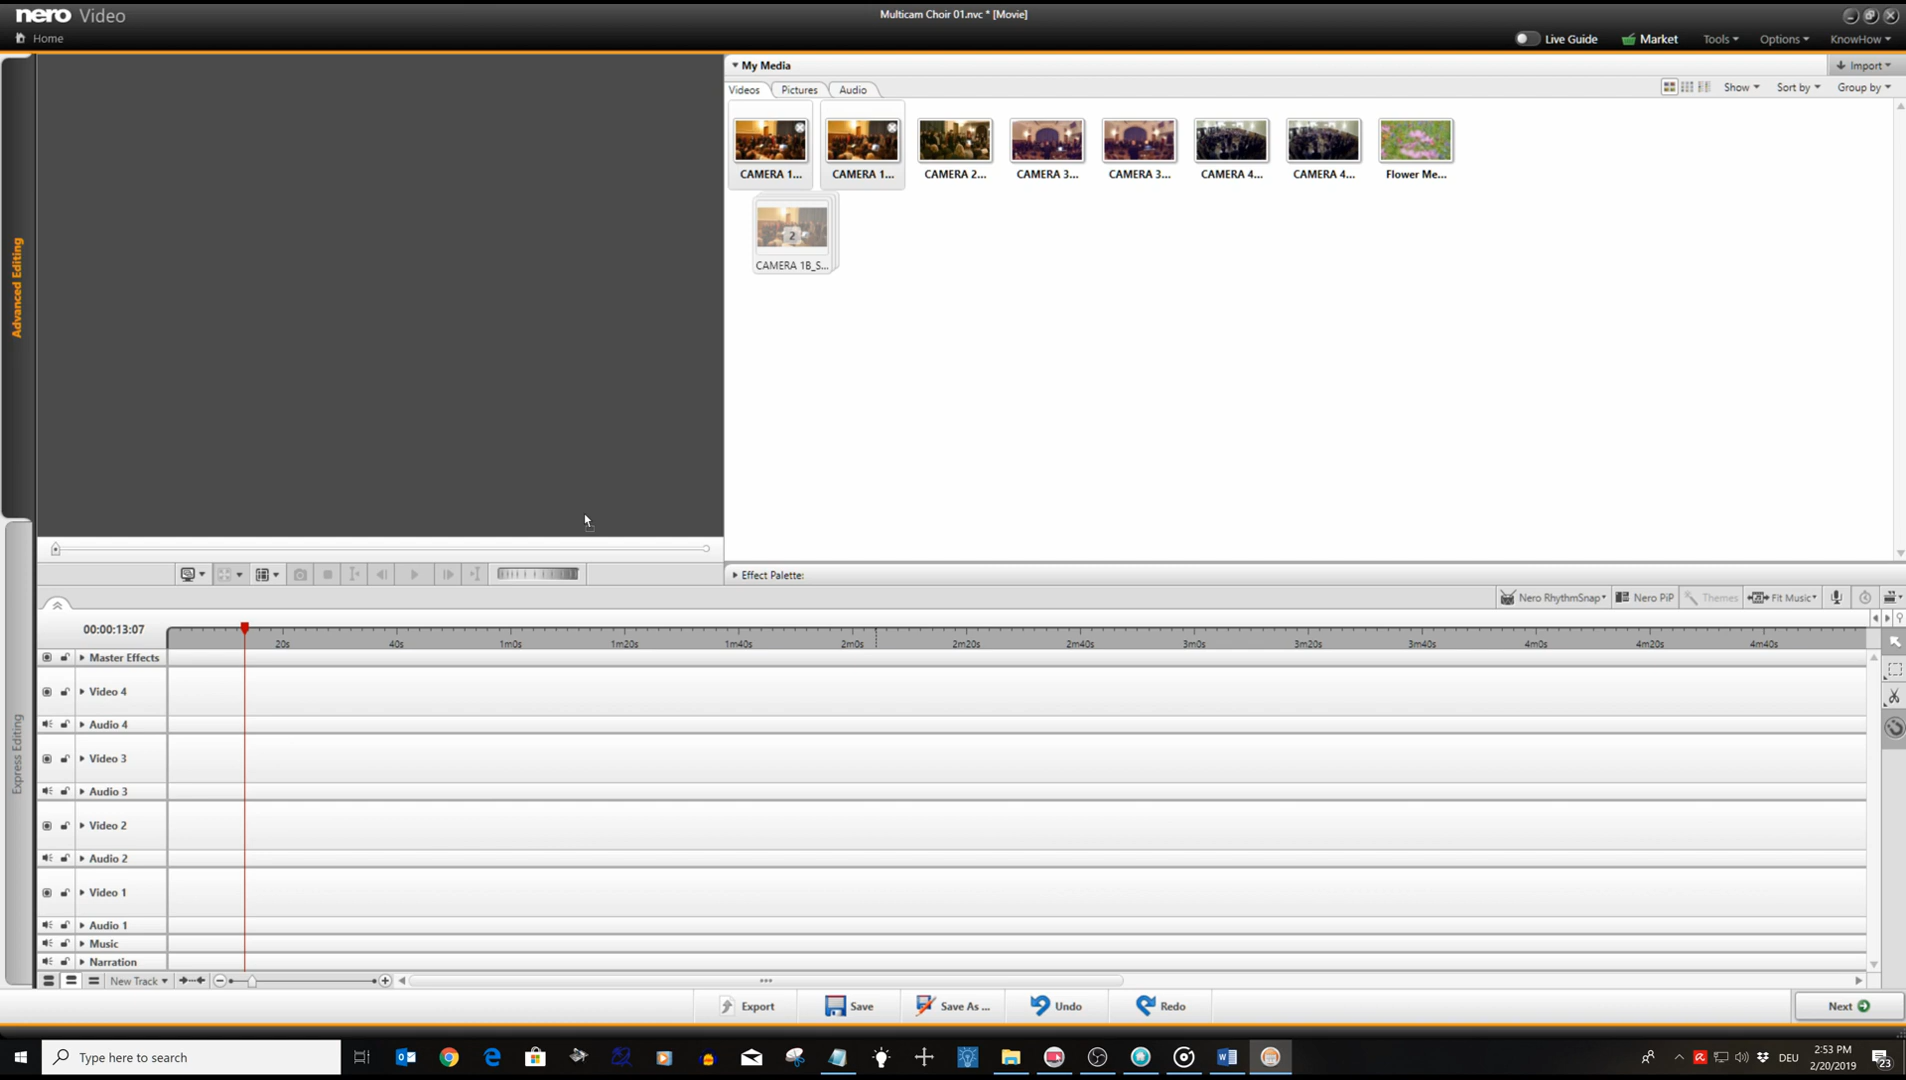 nero Video
Multicam Choir 01.nvc * [Movie]
Home
Live Guide
Market
Tools
Options
KnowHow
My Media
Import
Videos
Pictures
Audio
Show
Sort by
Group by
CAMERA 1...
CAMERA 1...
CAMERA 2...
CAMERA 3...
CAMERA 3...
CAMERA 4...
CAMERA 4...
Flower Me...
2
CAMERA 1B_S...
Advanced Editing
Express Editing
Effect Palette:
Nero RhythmSnap
Nero PiP
Themes
Fit Music
00:00:13:07
20s 40s 1m0s 1m20s 1m40s 2m0s 2m20s 2m40s 3m0s 3m20s 3m40s 4m0s 4m20s 4m40s
Master Effects
Video 4
Audio 4
Video 3
Audio 3
Video 2
Audio 2
Video 1
Audio 1
Music
Narration
New Track
Export
Save
Save As ...
Undo
Redo
Next
Type here to search
DEU
2:53 PM
2/20/2019
23